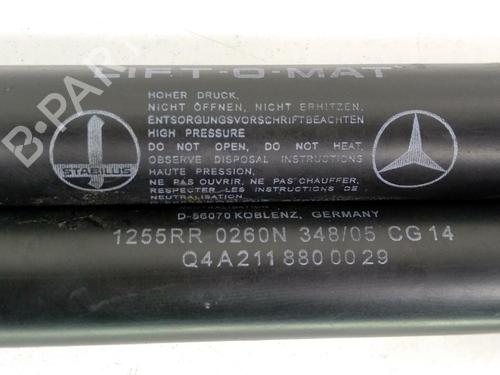 LIFT-O-MAT
HOHER DRUCK,
NICHT ÖFFNEN, NICHT ERHITZEN,
ENTSORGUNGSVORSCHRIFTBEACHTEN
HIGH PRESSURE
DO NOT OPEN, DO NOT HEAT,
OBSERVE DISPOSAL INSTRUCTIONS
HAUTE PRESSION,
NE PAS OUVRIR, NE PAS CHAUFFER,
RESPECTER LES INSTRUCTIONS DE
NEUTRALISATION
STABILUS
D-56070 KOBLENZ, GERMANY
1255RR 0260N 348/05 CG14
Q4A211 880 00 29
B-PARTS